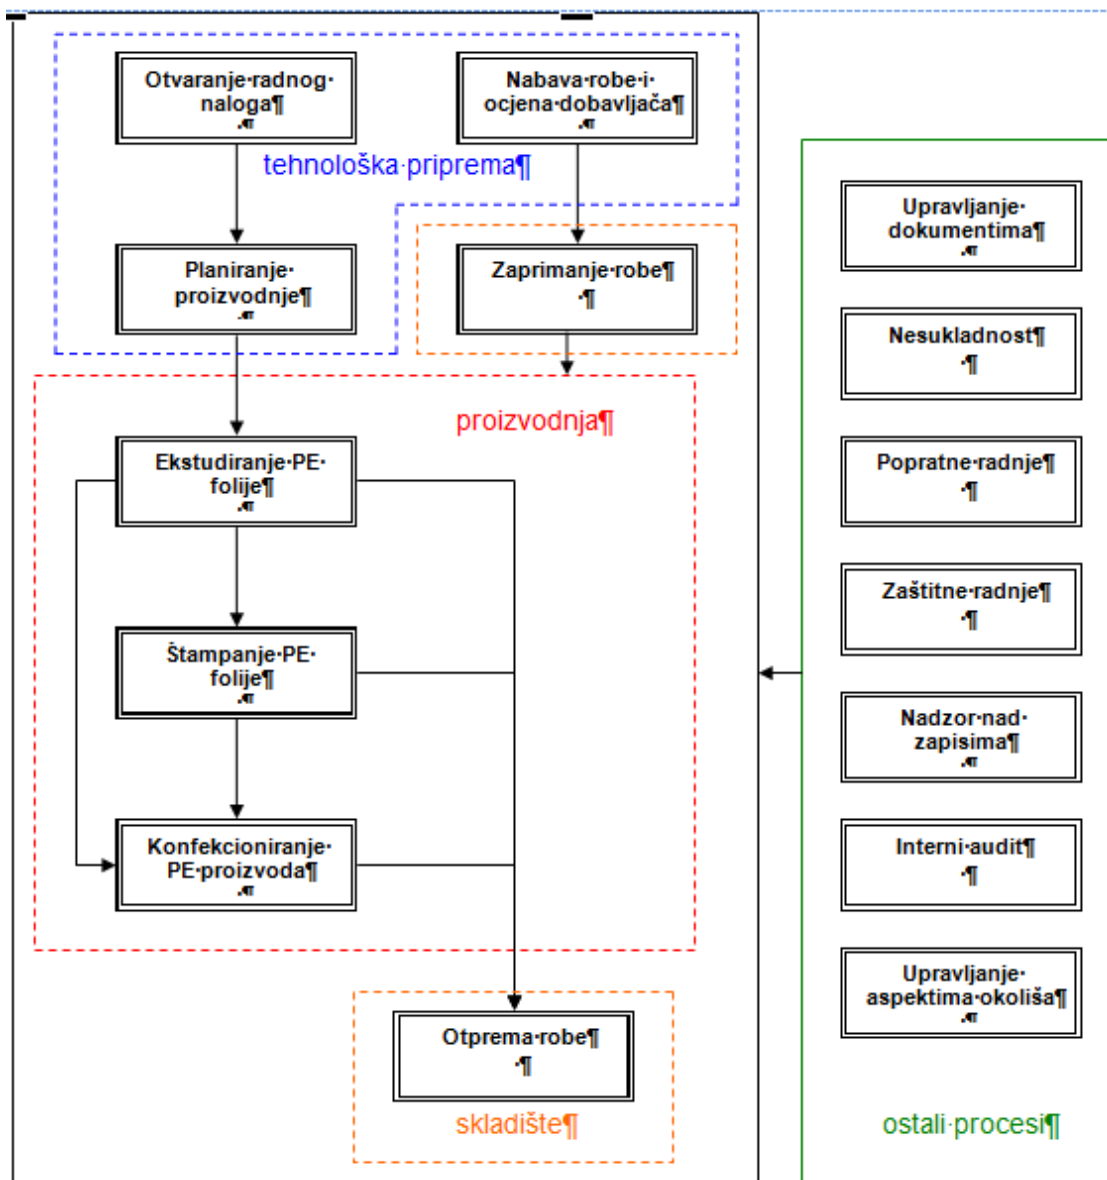 Otvaranje·radnog·
naloga¶
.¶
Nabava·robe·i·
ocjena·dobavljača¶
.¶
tehnološka·priprema¶
Planiranje·
proizvodnje¶
.¶
Zaprimanje·robe¶
·¶
proizvodnja¶
Ekstudiranje·PE·
folije¶
.¶
Štampanje·PE·
folije¶
.¶
Konfekcioniranje·
PE·proizvoda¶
.¶
Otprema·robe¶
·¶
skladište¶
Upravljanje·
dokumentima¶
.¶
Nesukladnost¶
·¶
Popratne·radnje¶
·¶
Zaštitne·radnje¶
·¶
Nadzor·nad·
zapisima¶
.¶
Interni·audit¶
·¶
Upravljanje·
aspektima·okoliša¶
.¶
ostali·procesi¶